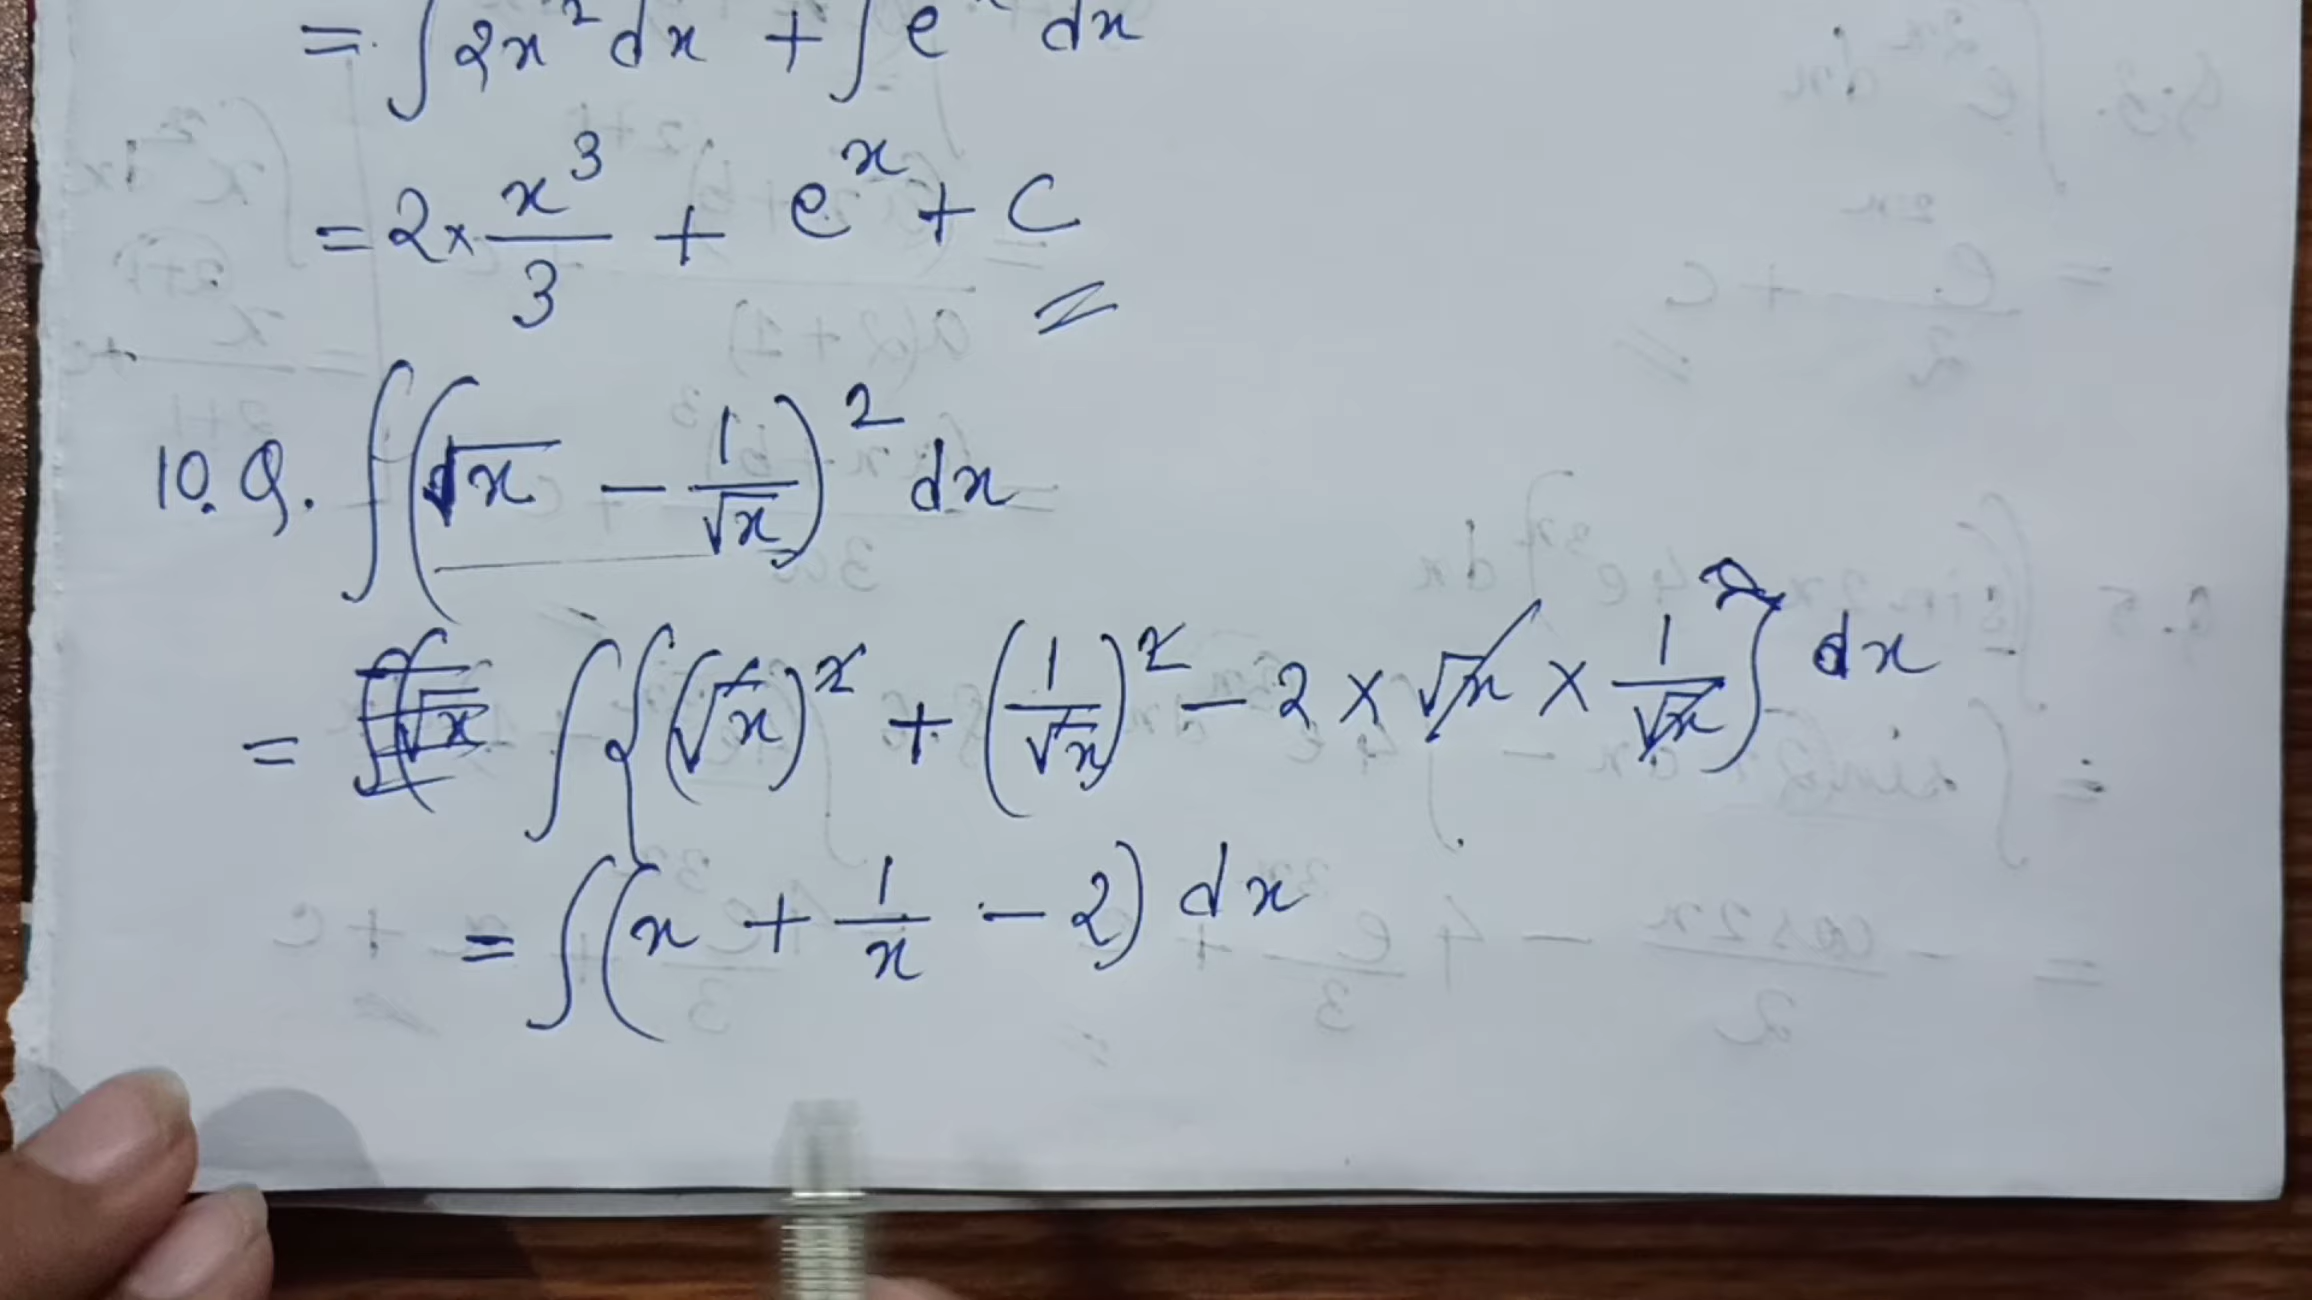 = ∫ 2x² dx + ∫ eˣ dx
= 2 × x³/3 + eˣ + C
10. Q. ∫ (√x − 1/√x)² dx
= ∫ {(√x)² + (1/√x)² − 2 × √x × 1/√x} dx
= ∫ (x + 1/x − 2) dx